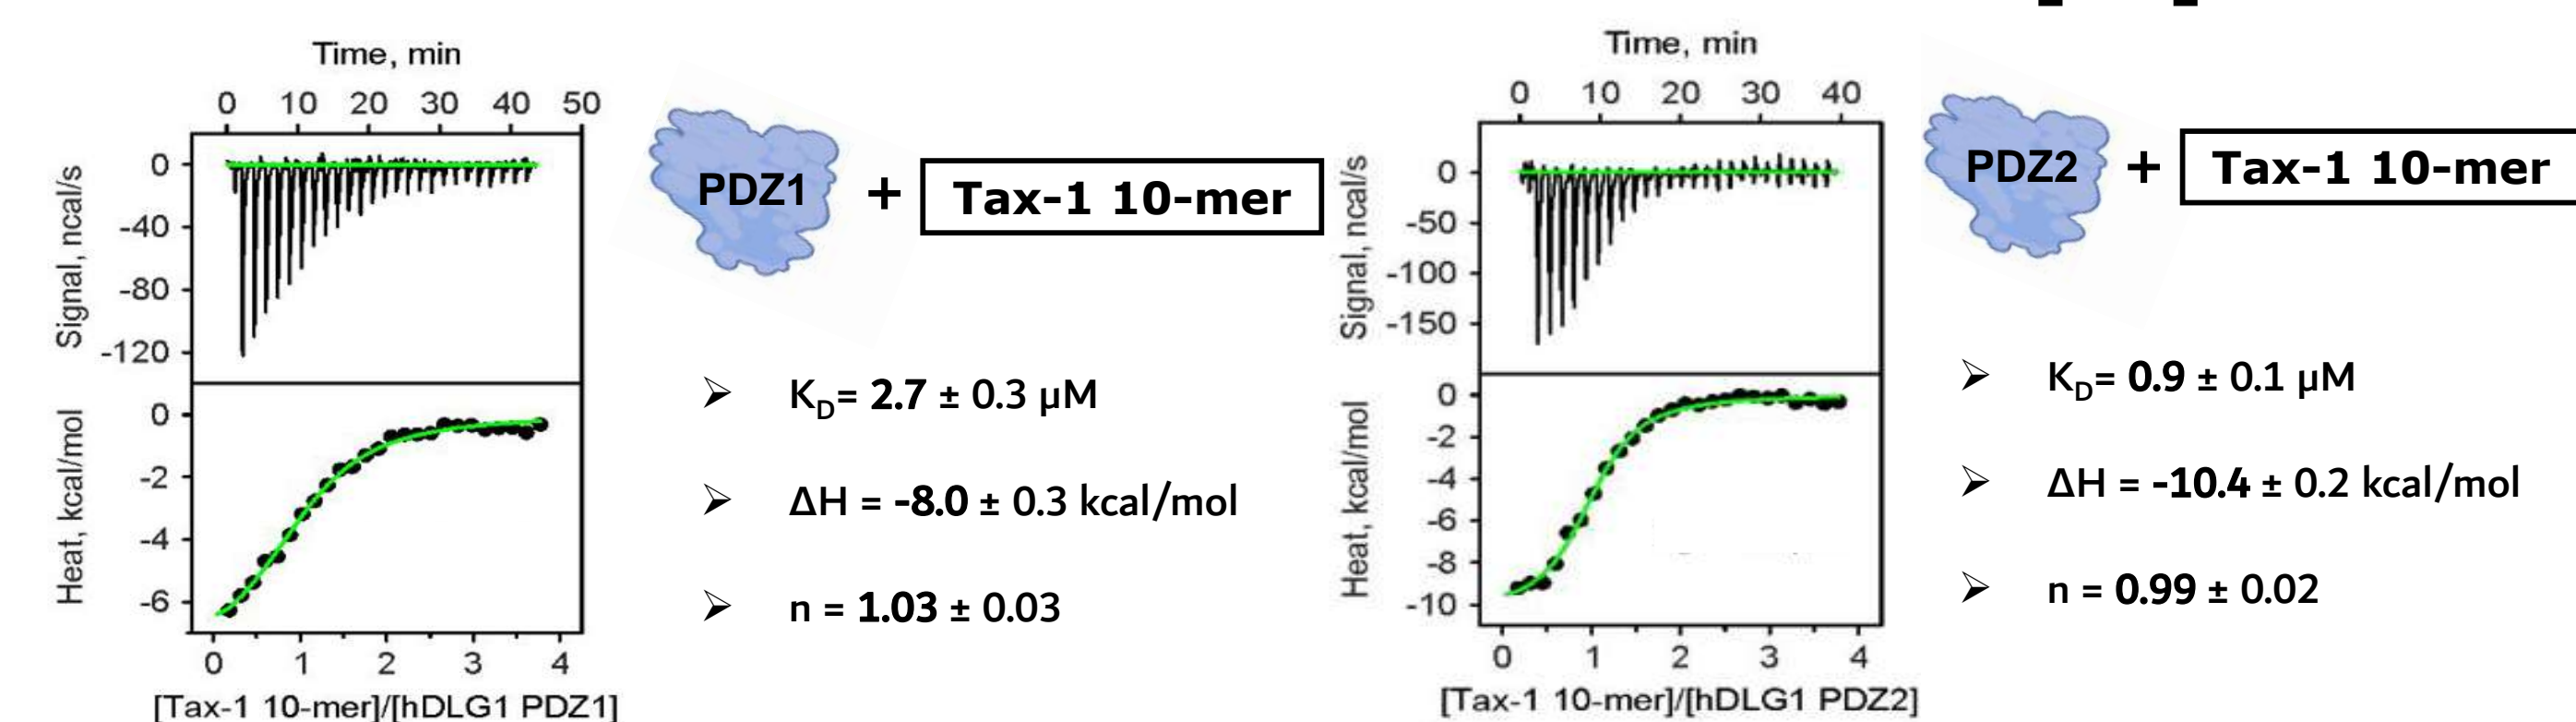 Time, min
0 10 20 30 40 50
Signal, ncal/s
0
-40
-80
-120
Heat, kcal/mol
0
-2
-4
-6
0 1 2 3 4
[Tax-1 10-mer]/[hDLG1 PDZ1]
PDZ1 + Tax-1 10-mer
➢ KD= 2.7 ± 0.3 µM
➢ ΔH = -8.0 ± 0.3 kcal/mol
➢ n = 1.03 ± 0.03
Time, min
0 10 20 30 40
Signal, ncal/s
0
-50
-100
-150
Heat, kcal/mol
0
-2
-4
-6
-8
-10
0 1 2 3 4
[Tax-1 10-mer]/[hDLG1 PDZ2]
PDZ2 + Tax-1 10-mer
➢ KD= 0.9 ± 0.1 µM
➢ ΔH = -10.4 ± 0.2 kcal/mol
➢ n = 0.99 ± 0.02